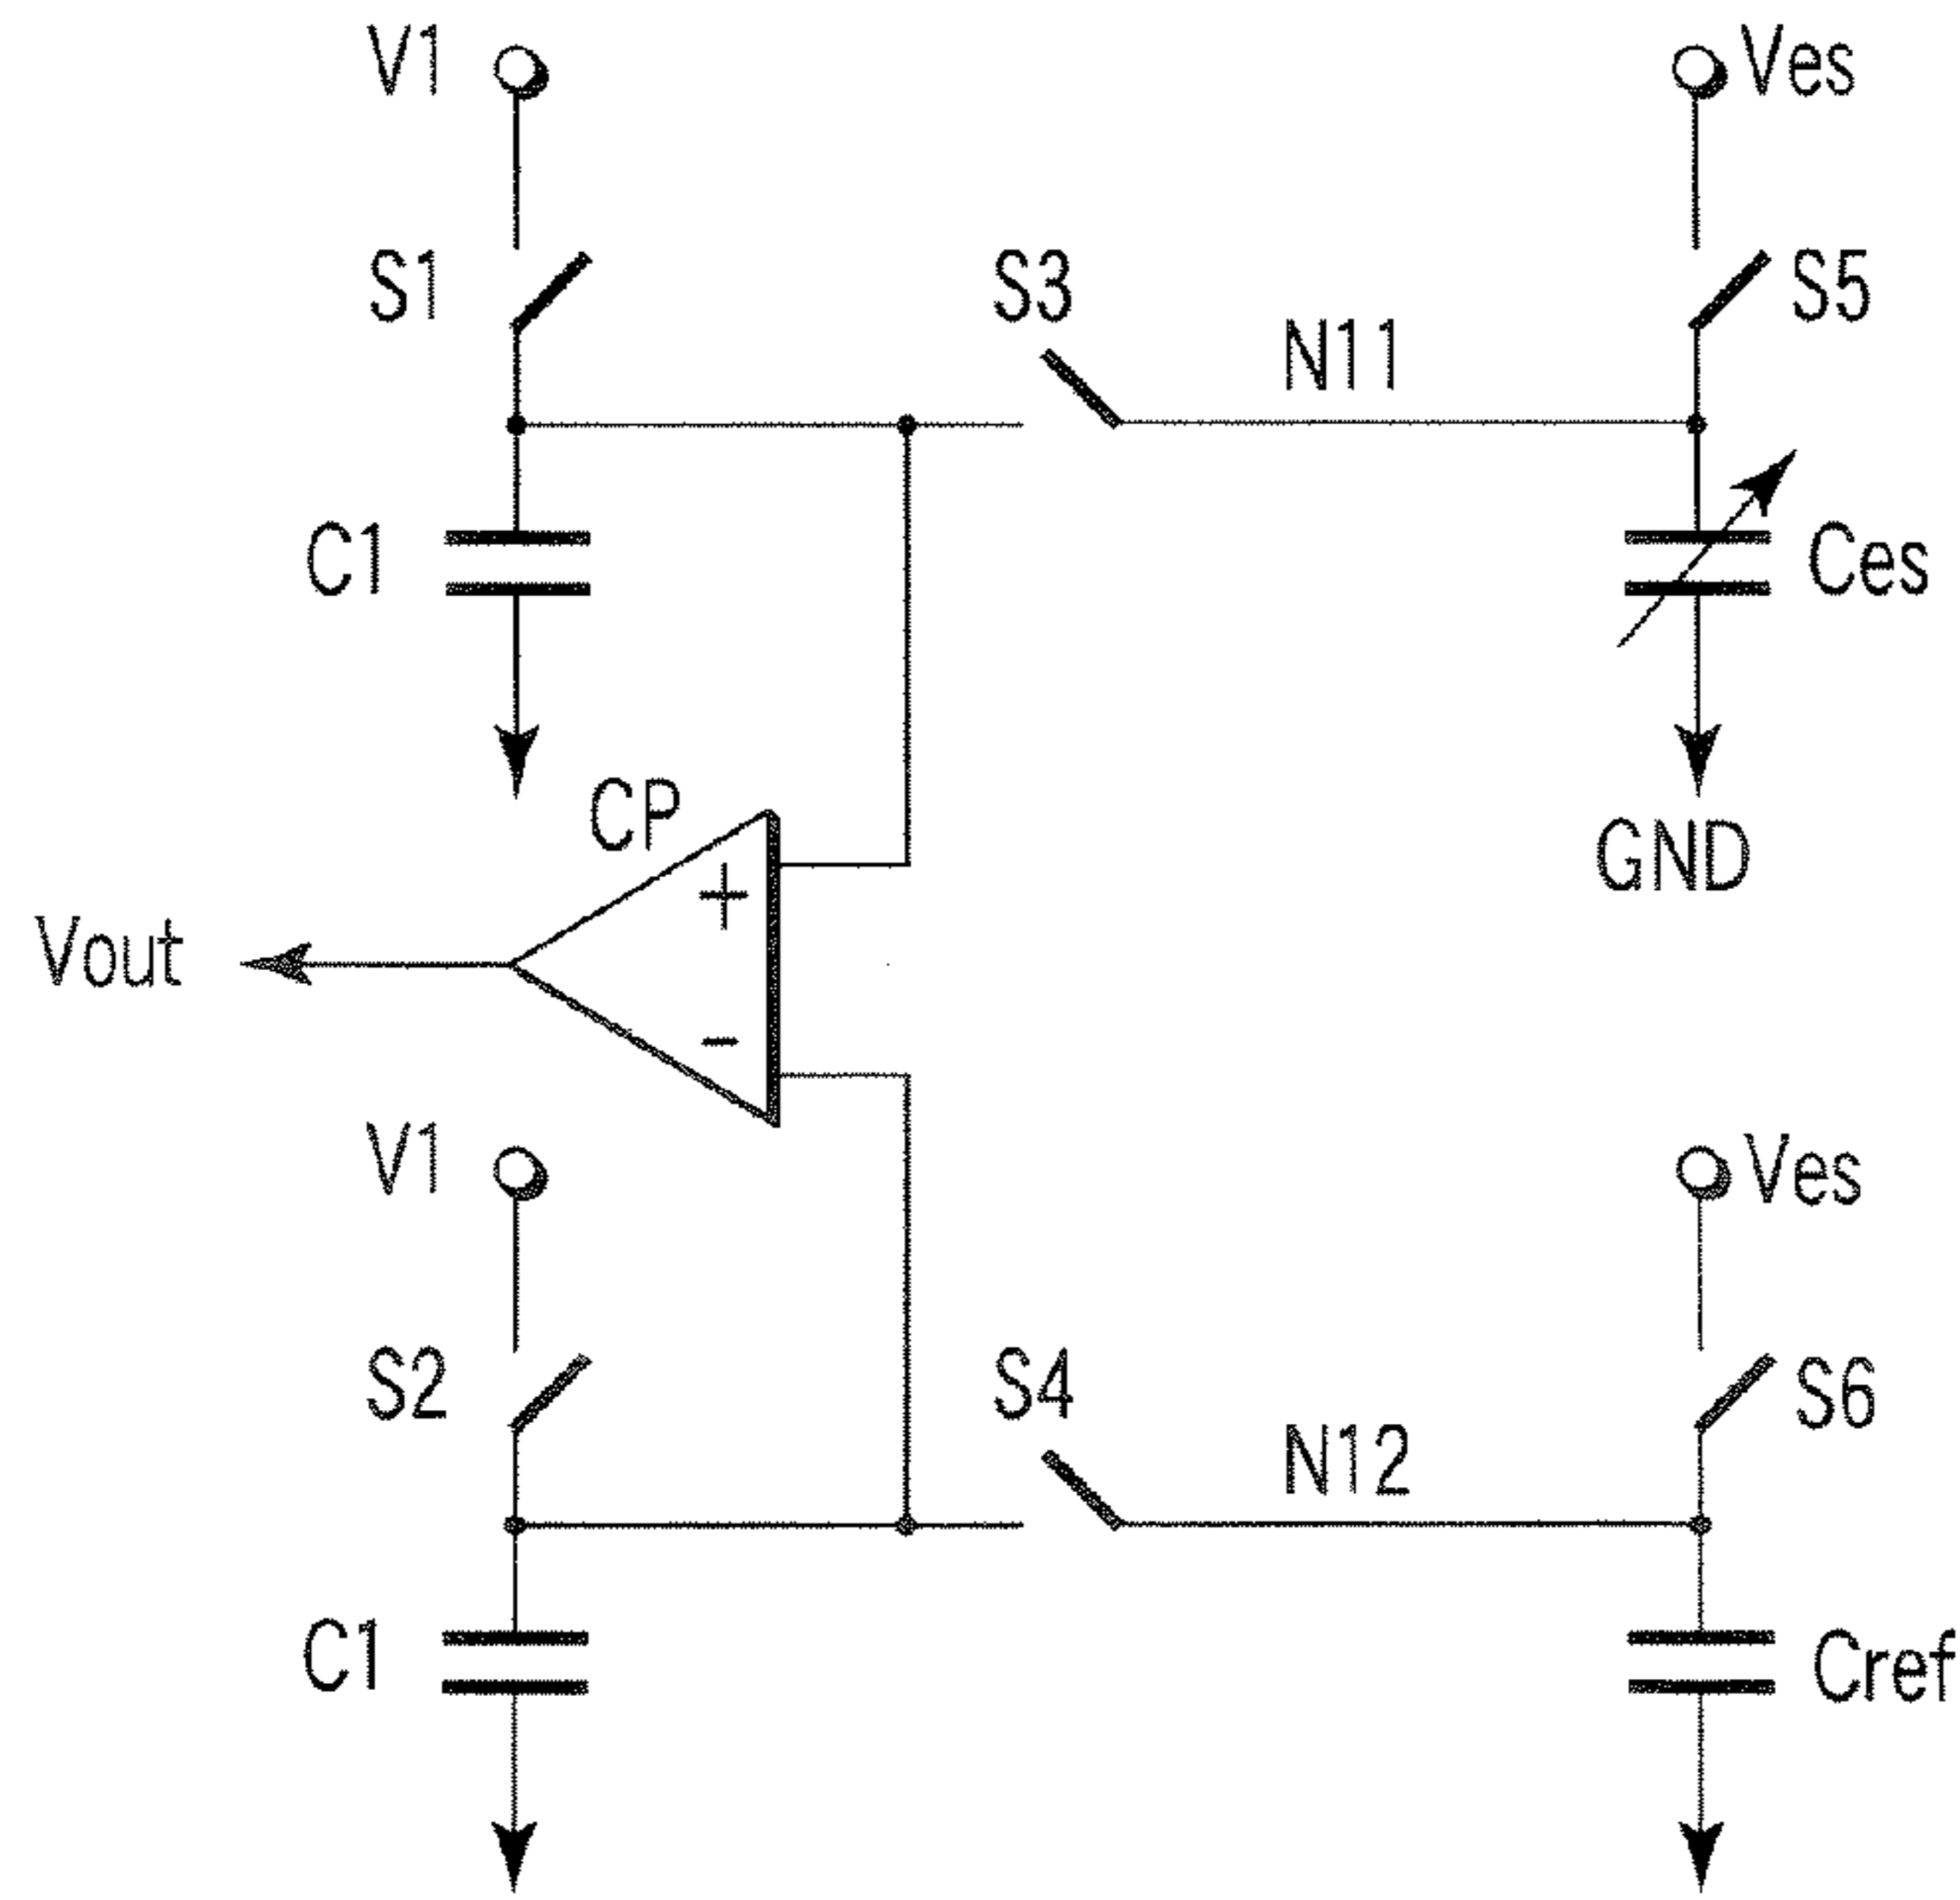 V1
Ves
S1
S3
S5
N11
C1
Ces
CP
GND
+
Vout
-
V1
Ves
S2
S4
S6
N12
C1
Cref